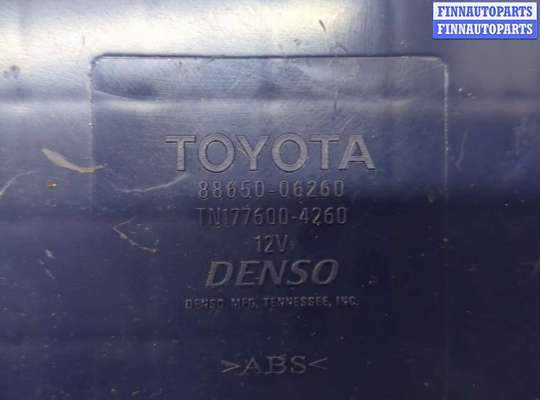 FINNAUTOPARTS
FINNAUTOPARTS
TOYOTA
88650-06260
TN177600-4260
12V
DENSO
DENSO MFG. TENNESSEE, INC.
>ABS<